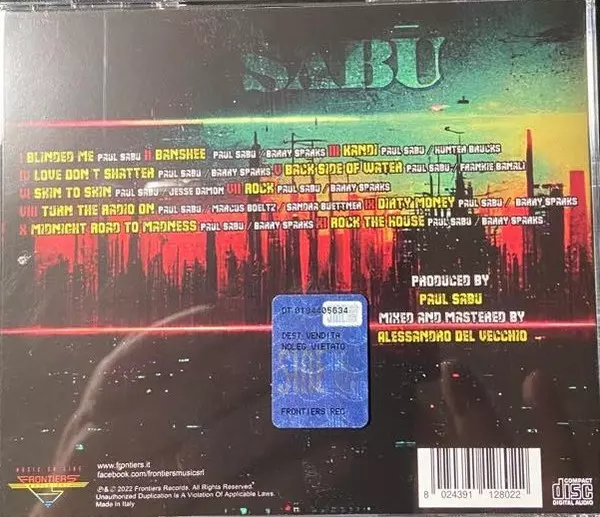 SABŪ
I BLINDED ME PAUL SABU II BANSHEE PAUL SABU / BARRY SPARKS III KANDI PAUL SABU / HUNTER BRUCKS
IV LOVE DON T SHATTER PAUL SABU / BARRY SPARKS V BACK SIDE OF WATER PAUL SABU / FRANKIE BANALI
VI SKIN TO SKIN PAUL SABU / JESSE DAMON VII ROCK PAUL SABU / BARRY SPARKS
VIII TURN THE RADIO ON PAUL SABU / MARCUS BOELTZ / SANDRA BUETTNER IX DIRTY MONEY PAUL SABU / BARRY SPARKS
X MIDNIGHT ROAD TO MADNESS PAUL SABU / BARRY SPARKS XI ROCK THE HOUSE PAUL SABU / BARRY SPARKS
PRODUCED BY
PAUL SABU
MIXED AND MASTERED BY
ALESSANDRO DEL VECCHIO
DT 0194405634
DEST VENDITA
NOLEG VIETATO
FRONTIERS REC
FRONTIERS
www.frontiers.it
facebook.com/frontiersmusicsrl
℗ & © 2022 Frontiers Records. All Rights Reserved
Unauthorized Duplication Is A Violation Of Applicable Laws.
Made in Italy
8 024391 128022
COMPACT
disc
DIGITAL AUDIO